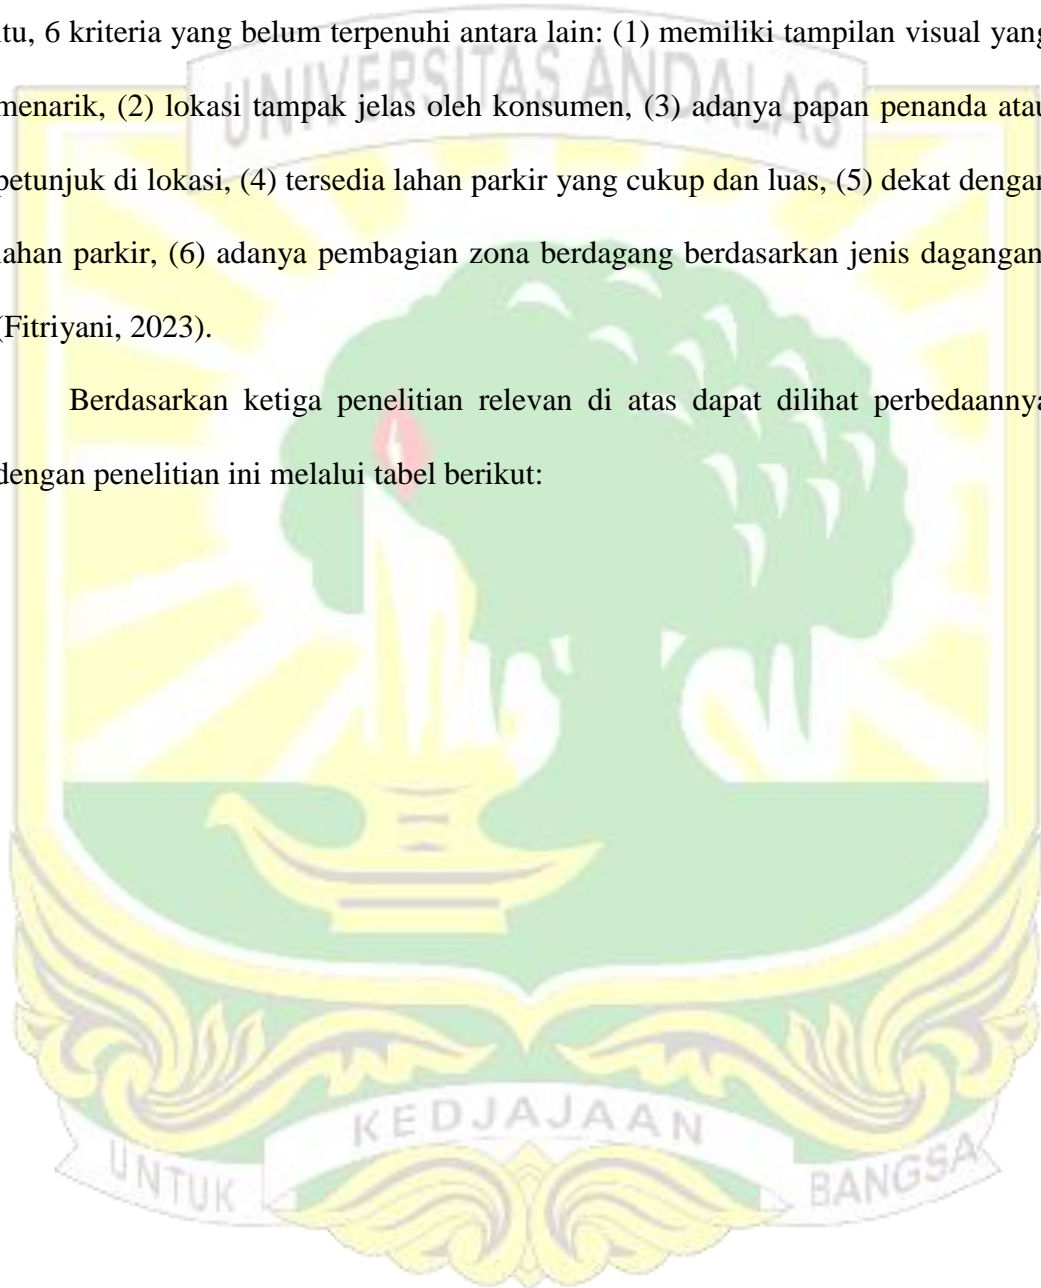 itu, 6 kriteria yang belum terpenuhi antara lain: (1) memiliki tampilan visual yang
menarik, (2) lokasi tampak jelas oleh konsumen, (3) adanya papan penanda atau
petunjuk di lokasi, (4) tersedia lahan parkir yang cukup dan luas, (5) dekat dengan
lahan parkir, (6) adanya pembagian zona berdagang berdasarkan jenis dagangan
(Fitriyani, 2023).
Berdasarkan ketiga penelitian relevan di atas dapat dilihat perbedaannya
dengan penelitian ini melalui tabel berikut:
UNIVERSITAS ANDALAS
UNTUK KEDJAJAAN BANGSA